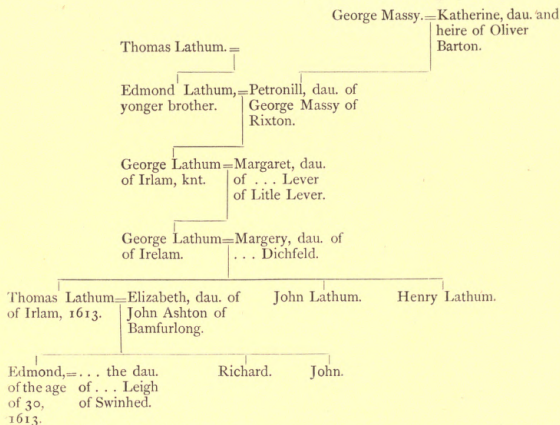 George Massy.=Katherine, dau. and
heire of Oliver
Barton.
Thomas Lathum.=
Edmond Lathum,=Petronill, dau. of
yonger brother. George Massy of
Rixton.
George Lathum=Margaret, dau.
of Irlam, knt. of . . . Lever
of Litle Lever.
George Lathum=Margery, dau. of
of Irelam. . . . Dichfeld.
Thomas Lathum=Elizabeth, dau. of John Lathum. Henry Lathum.
of Irlam, 1613. John Ashton of
Bamfurlong.
Edmond,=. . . the dau. Richard. John.
of the age of . . . Leigh
of 30, of Swinhed.
1613.